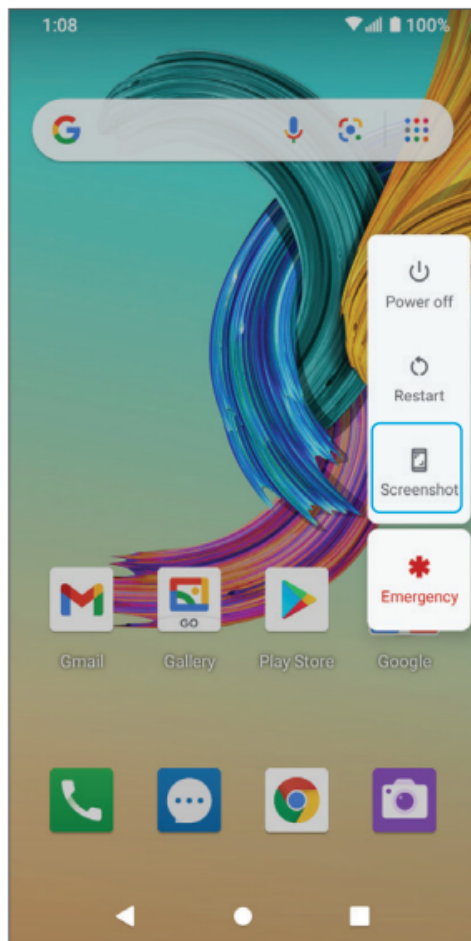 1:08 100%
G
Power off
Restart
Screenshot
Emergency
GO
Gmail Gallery Play Store Google